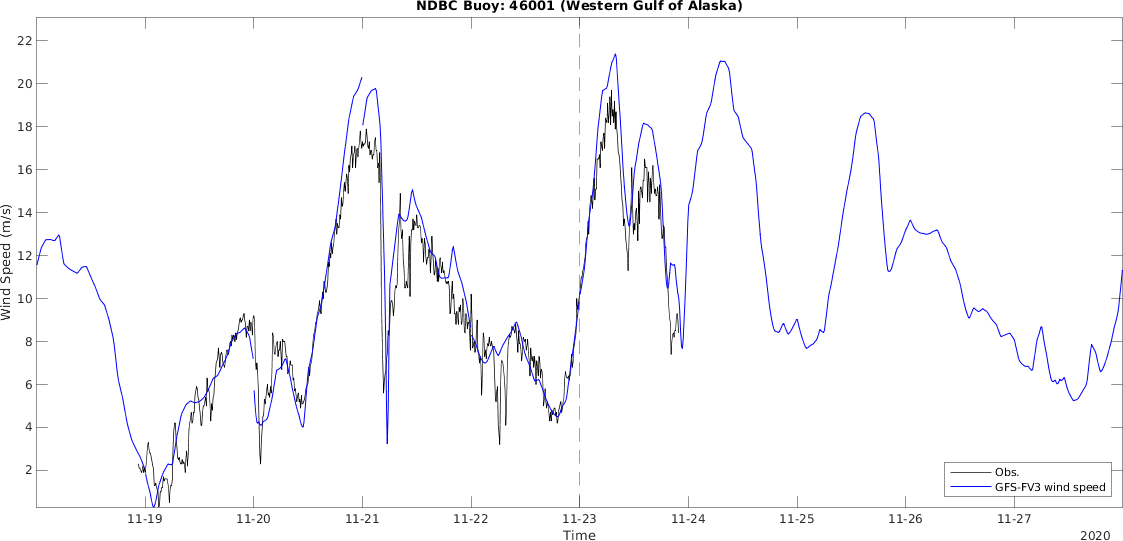 NDBC Buoy: 46001 (Western Gulf of Alaska)
22
20
18
16
14
12
10
8
6
4
2
Wind Speed (m/s)
Obs.
GFS-FV3 wind speed
11-19 11-20 11-21 11-22 11-23 11-24 11-25 11-26 11-27
Time
2020